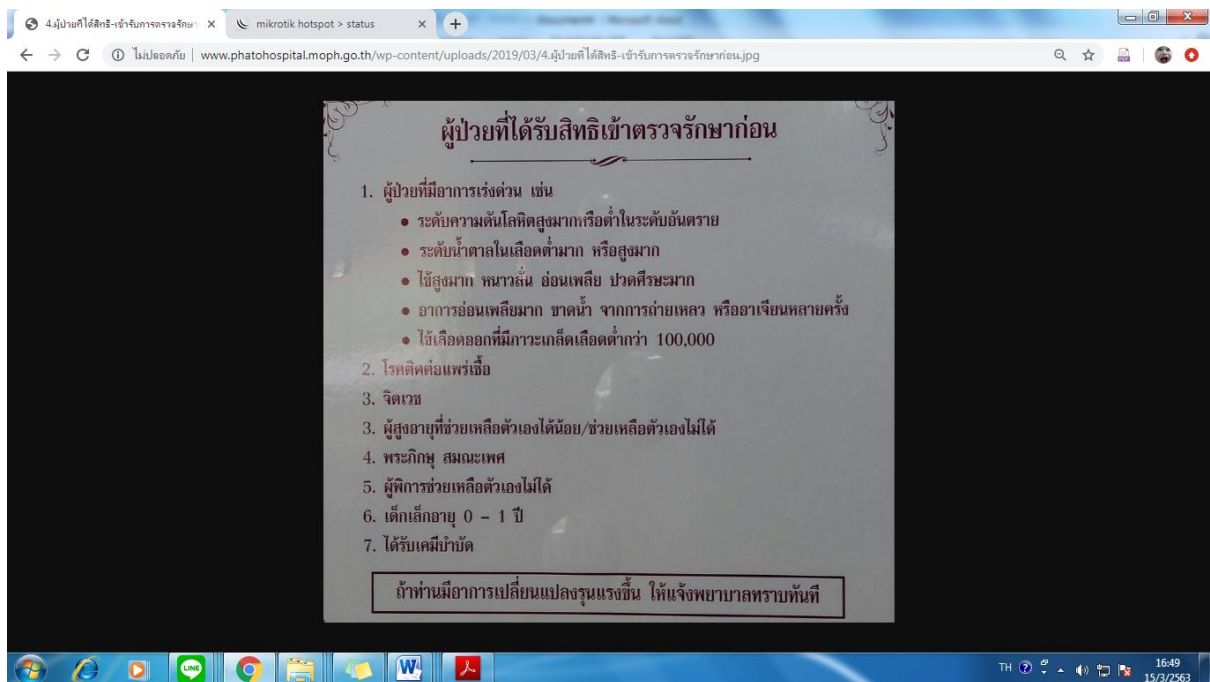 4.ผู้ป่วยที่ได้สิทธิ-เข้ารับการตรวจรักษา
mikrotik hotspot > status
ไม่ปลอดภัย
www.phatohospital.moph.go.th/wp-content/uploads/2019/03/4.ผู้ป่วยที่ได้สิทธิ-เข้ารับการตรวจรักษาก่อน.jpg
ผู้ป่วยที่ได้รับสิทธิเข้าตรวจรักษาก่อน
1. ผู้ป่วยที่มีอาการเร่งด่วน เช่น
• ระดับความดันโลหิตสูงมากหรือต่ำในระดับอันตราย
• ระดับน้ำตาลในเลือดต่ำมาก หรือสูงมาก
• ไข้สูงมาก หนาวสั่น อ่อนเพลีย ปวดศีรษะมาก
• อาการอ่อนเพลียมาก ขาดน้ำ จากการถ่ายเหลว หรืออาเจียนหลายครั้ง
• ไข้เลือดออกที่มีภาวะเกล็ดเลือดต่ำกว่า 100,000
2. โรคติดต่อแพร่เชื้อ
3. จิตเวช
3. ผู้สูงอายุที่ช่วยเหลือตัวเองได้น้อย/ช่วยเหลือตัวเองไม่ได้
4. พระภิกษุ สมณะเพศ
5. ผู้พิการช่วยเหลือตัวเองไม่ได้
6. เด็กเล็กอายุ 0 – 1 ปี
7. ได้รับเคมีบำบัด
ถ้าท่านมีอาการเปลี่ยนแปลงรุนแรงขึ้น ให้แจ้งพยาบาลทราบทันที
LINE
TH
16:49
15/3/2563